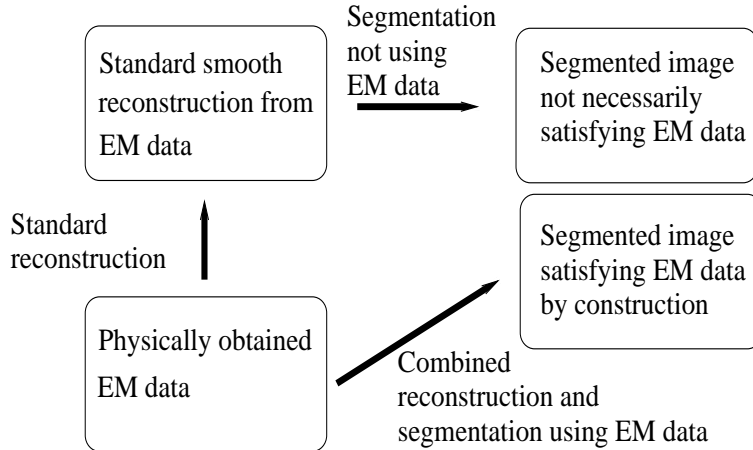 Standard smooth
reconstruction from
EM data
Segmentation
not using
EM data
Segmented image
not necessarily
satisfying EM data
Standard
reconstruction
Segmented image
satisfying EM data
by construction
Physically obtained
EM data
Combined
reconstruction and
segmentation using EM data